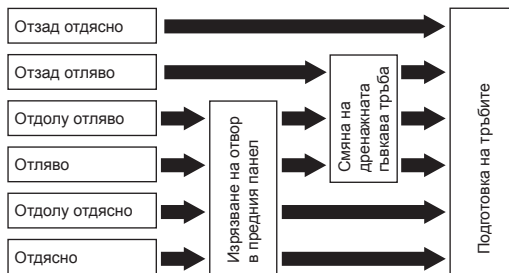 Отзад отдясно
Отзад отляво
Отдолу отляво
Отляво
Отдолу отдясно
Отдясно
Изрязване на отвор
в предния панел
Смяна на
дренажната
гъвкава тръба
Подготовка на тръбите